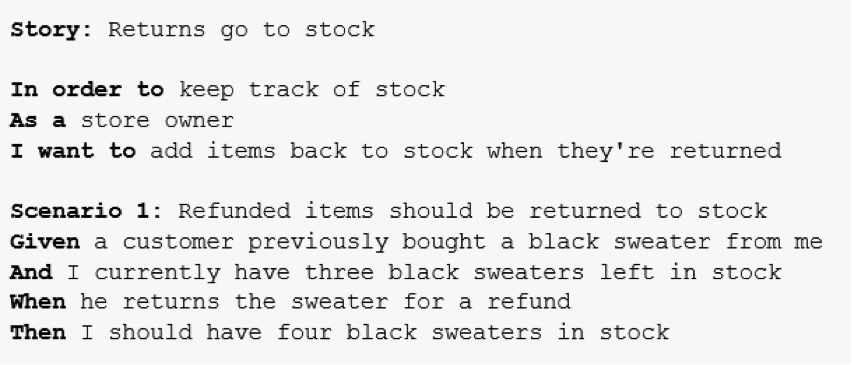 Story: Returns go to stock
In order to keep track of stock
As a store owner
I want to add items back to stock when they're returned
Scenario 1: Refunded items should be returned to stock
Given a customer previously bought a black sweater from me
And I currently have three black sweaters left in stock
When he returns the sweater for a refund
Then I should have four black sweaters in stock